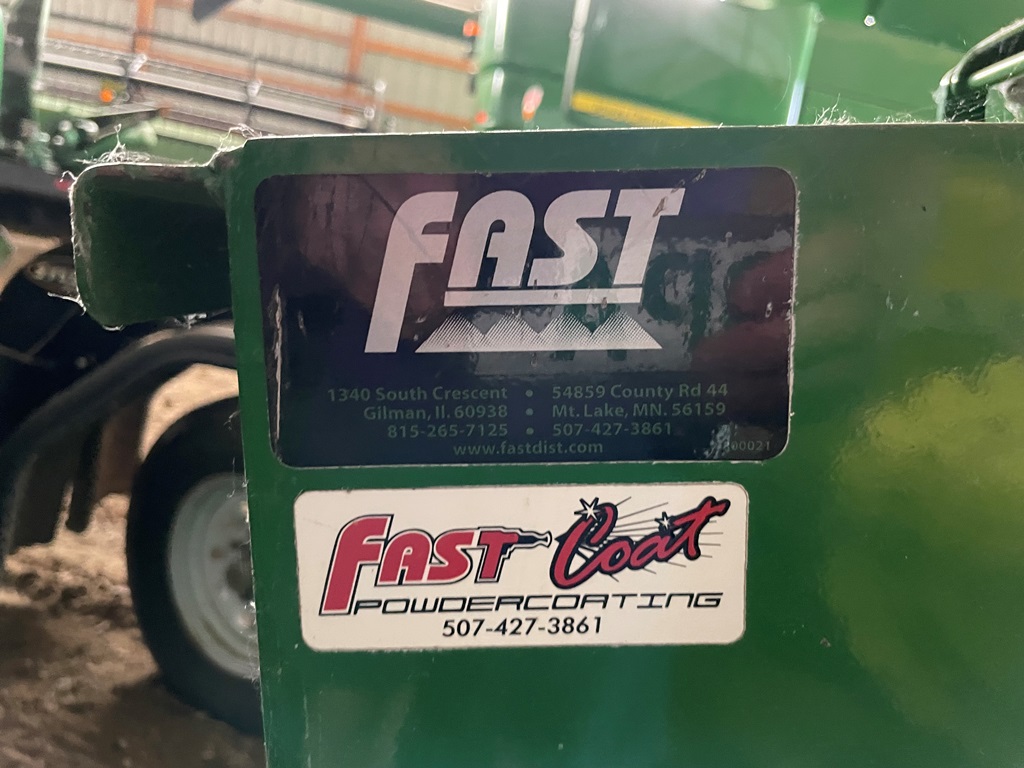 FAST
1340 South Crescent • 54859 County Rd 44
Gilman, Il. 60938 • Mt. Lake, MN. 56159
815-265-7125 • 507-427-3861
www.fastdist.com
FAST Coat
POWDERCOATING
507-427-3861